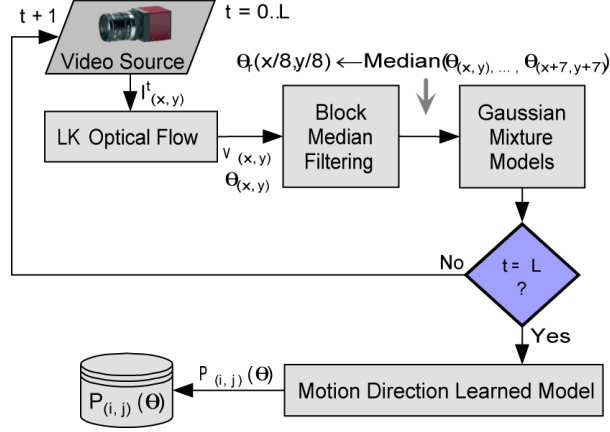 t + 1
t = 0..L
Video Source
Θr(x/8,y/8) ←Median(Θ(x,y), ... , Θ(x+7, y+7))
I^t(x, y)
LK Optical Flow
v (x, y)
Θ(x, y)
Block
Median
Filtering
Gaussian
Mixture
Models
No
t = L
?
Yes
P (i, j) (Θ)
Motion Direction Learned Model
P(i, j) (Θ)